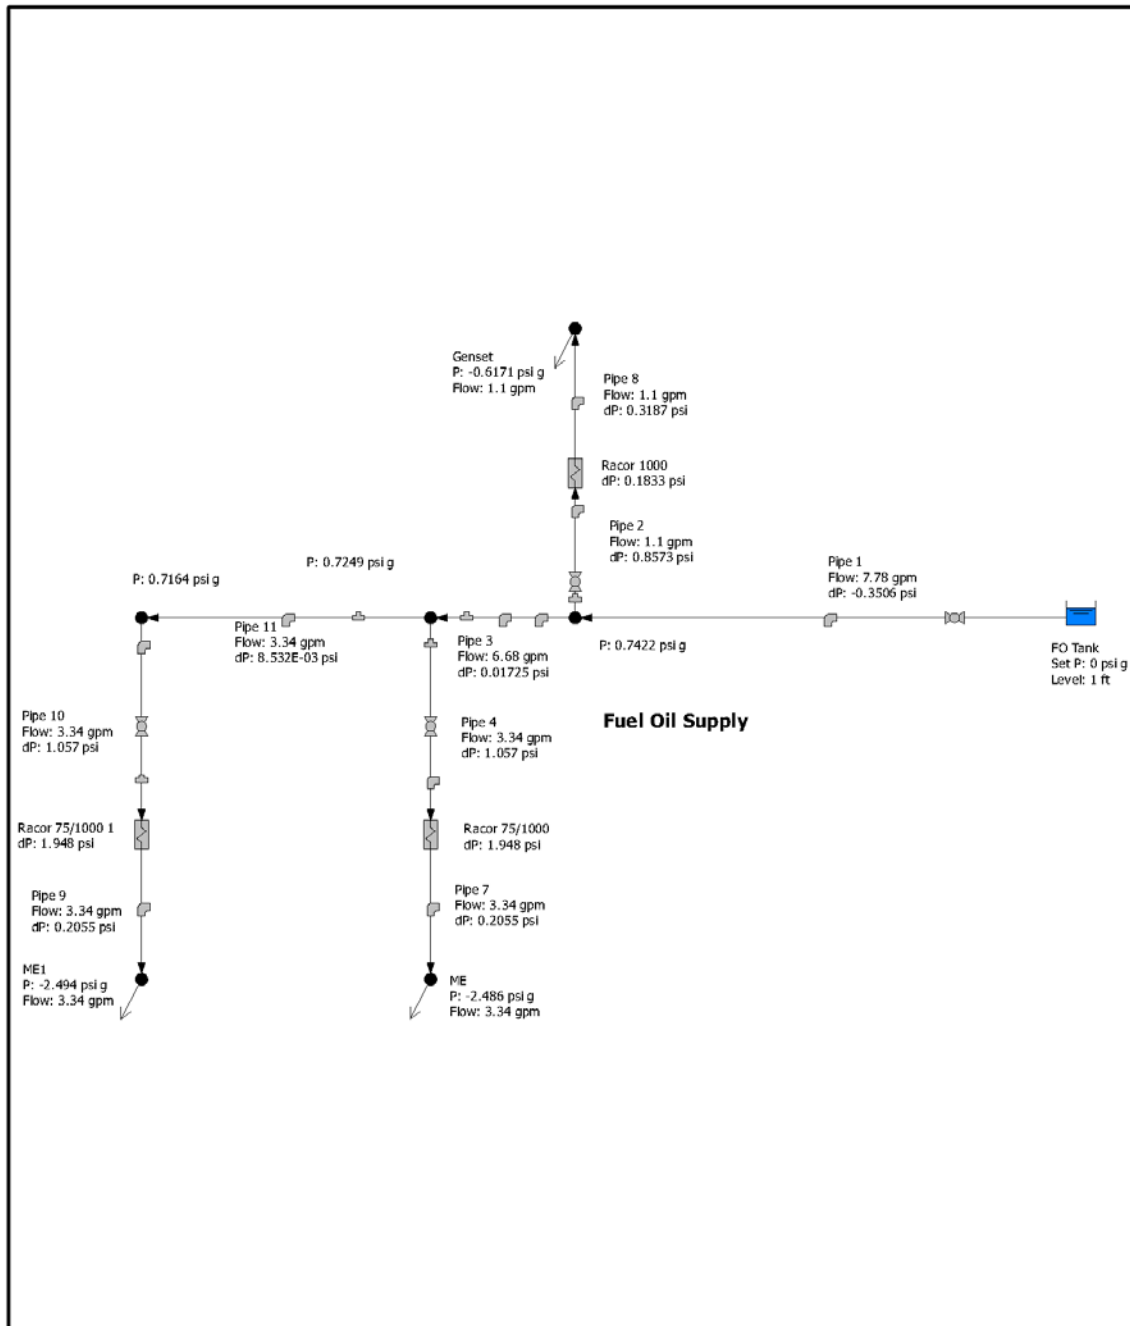 Genset
P: -0.6171 psi g
Flow: 1.1 gpm
Pipe 8
Flow: 1.1 gpm
dP: 0.3187 psi
Racor 1000
dP: 0.1833 psi
Pipe 2
Flow: 1.1 gpm
dP: 0.8573 psi
Pipe 1
Flow: 7.78 gpm
dP: -0.3506 psi
P: 0.7249 psi g
P: 0.7164 psi g
Pipe 11
Flow: 3.34 gpm
dP: 8.532E-03 psi
Pipe 3
Flow: 6.68 gpm
dP: 0.01725 psi
P: 0.7422 psi g
FO Tank
Set P: 0 psi g
Level: 1 ft
Pipe 10
Flow: 3.34 gpm
dP: 1.057 psi
Pipe 4
Flow: 3.34 gpm
dP: 1.057 psi
Fuel Oil Supply
Racor 75/1000 1
dP: 1.948 psi
Racor 75/1000
dP: 1.948 psi
Pipe 9
Flow: 3.34 gpm
dP: 0.2055 psi
Pipe 7
Flow: 3.34 gpm
dP: 0.2055 psi
ME1
P: -2.494 psi g
Flow: 3.34 gpm
ME
P: -2.486 psi g
Flow: 3.34 gpm